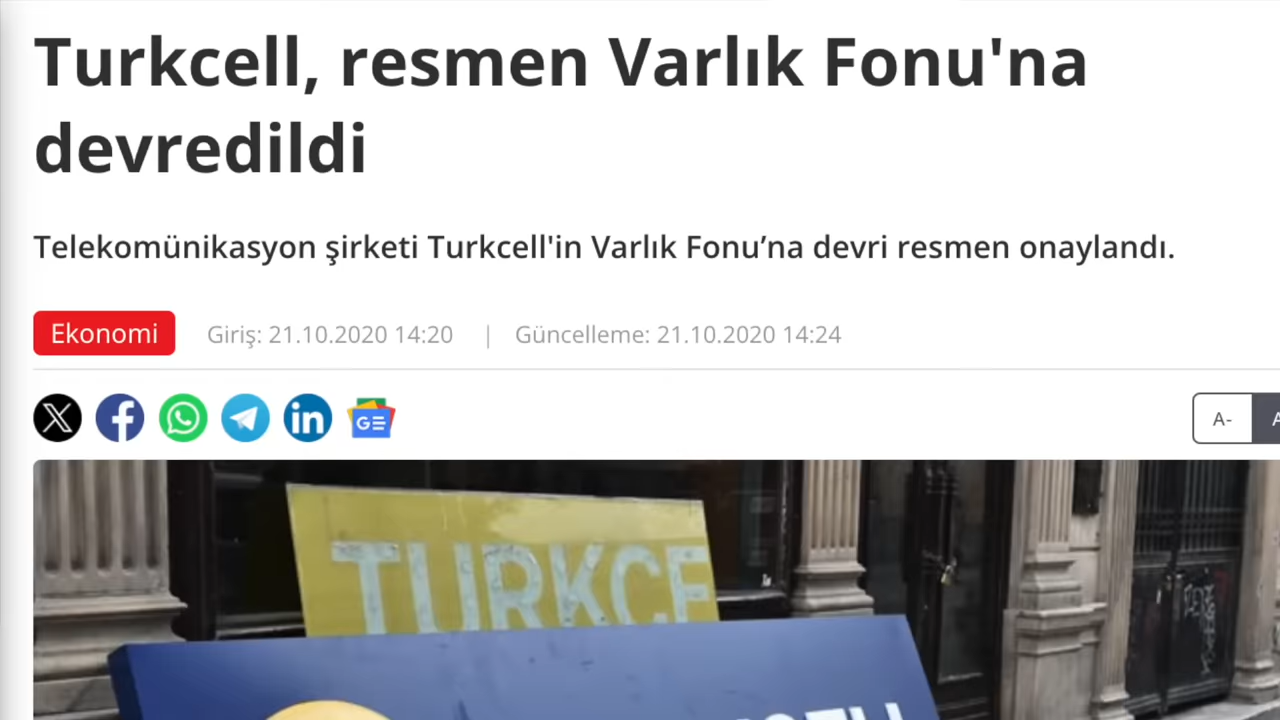 Turkcell, resmen Varlık Fonu'na
devredildi
Telekomünikasyon şirketi Turkcell'in Varlık Fonu’na devri resmen onaylandı.
Ekonomi Giriş: 21.10.2020 14:20 | Güncelleme: 21.10.2020 14:24
A-
TURKCE